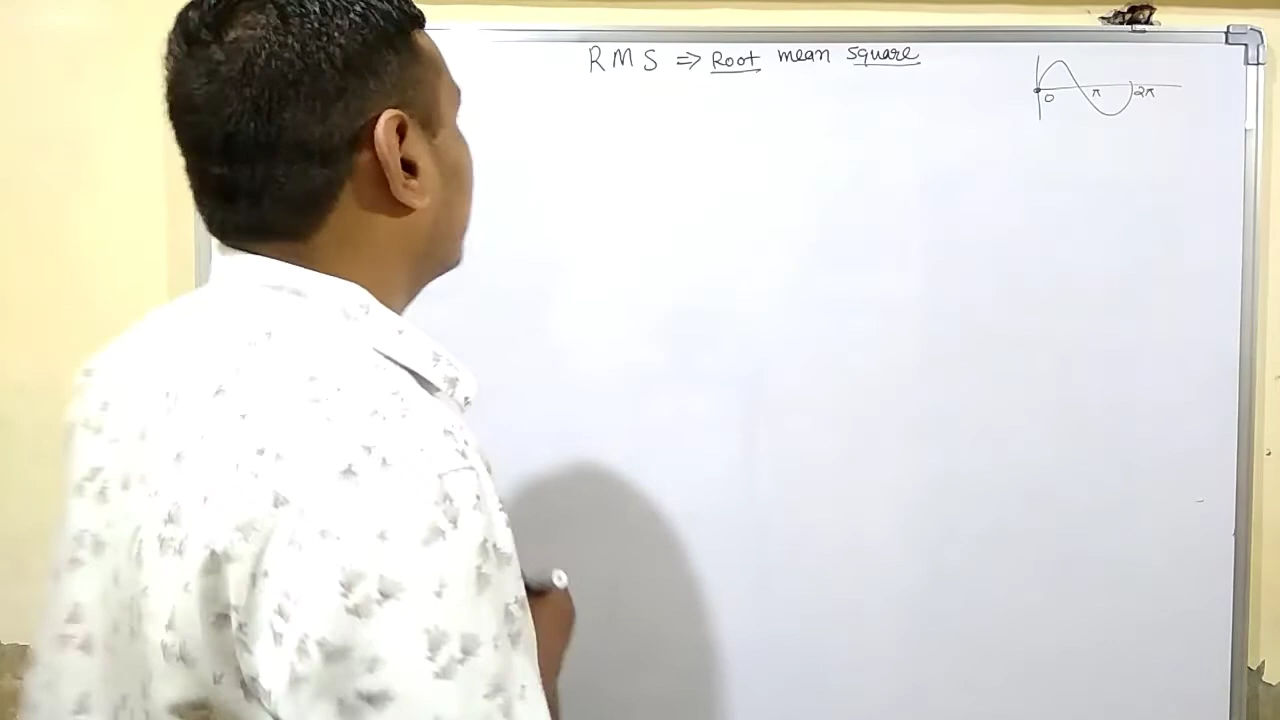 RMS => Root mean square
0 π 2π